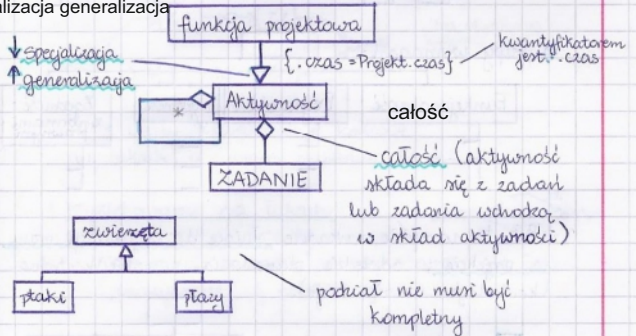 alizacja generalizacja
funkcja projektowa
↓ specjalizacja
↑ generalizacja
{.czas = Projekt.czas}
kwantyfikatorem
jest .czas
Aktywność
*
całość
ZADANIE
całość (aktywność
składa się z zadań
lub zadania wchodzą
w skład aktywności)
zwierzęta
ptaki
płazy
podział nie musi być
kompletny